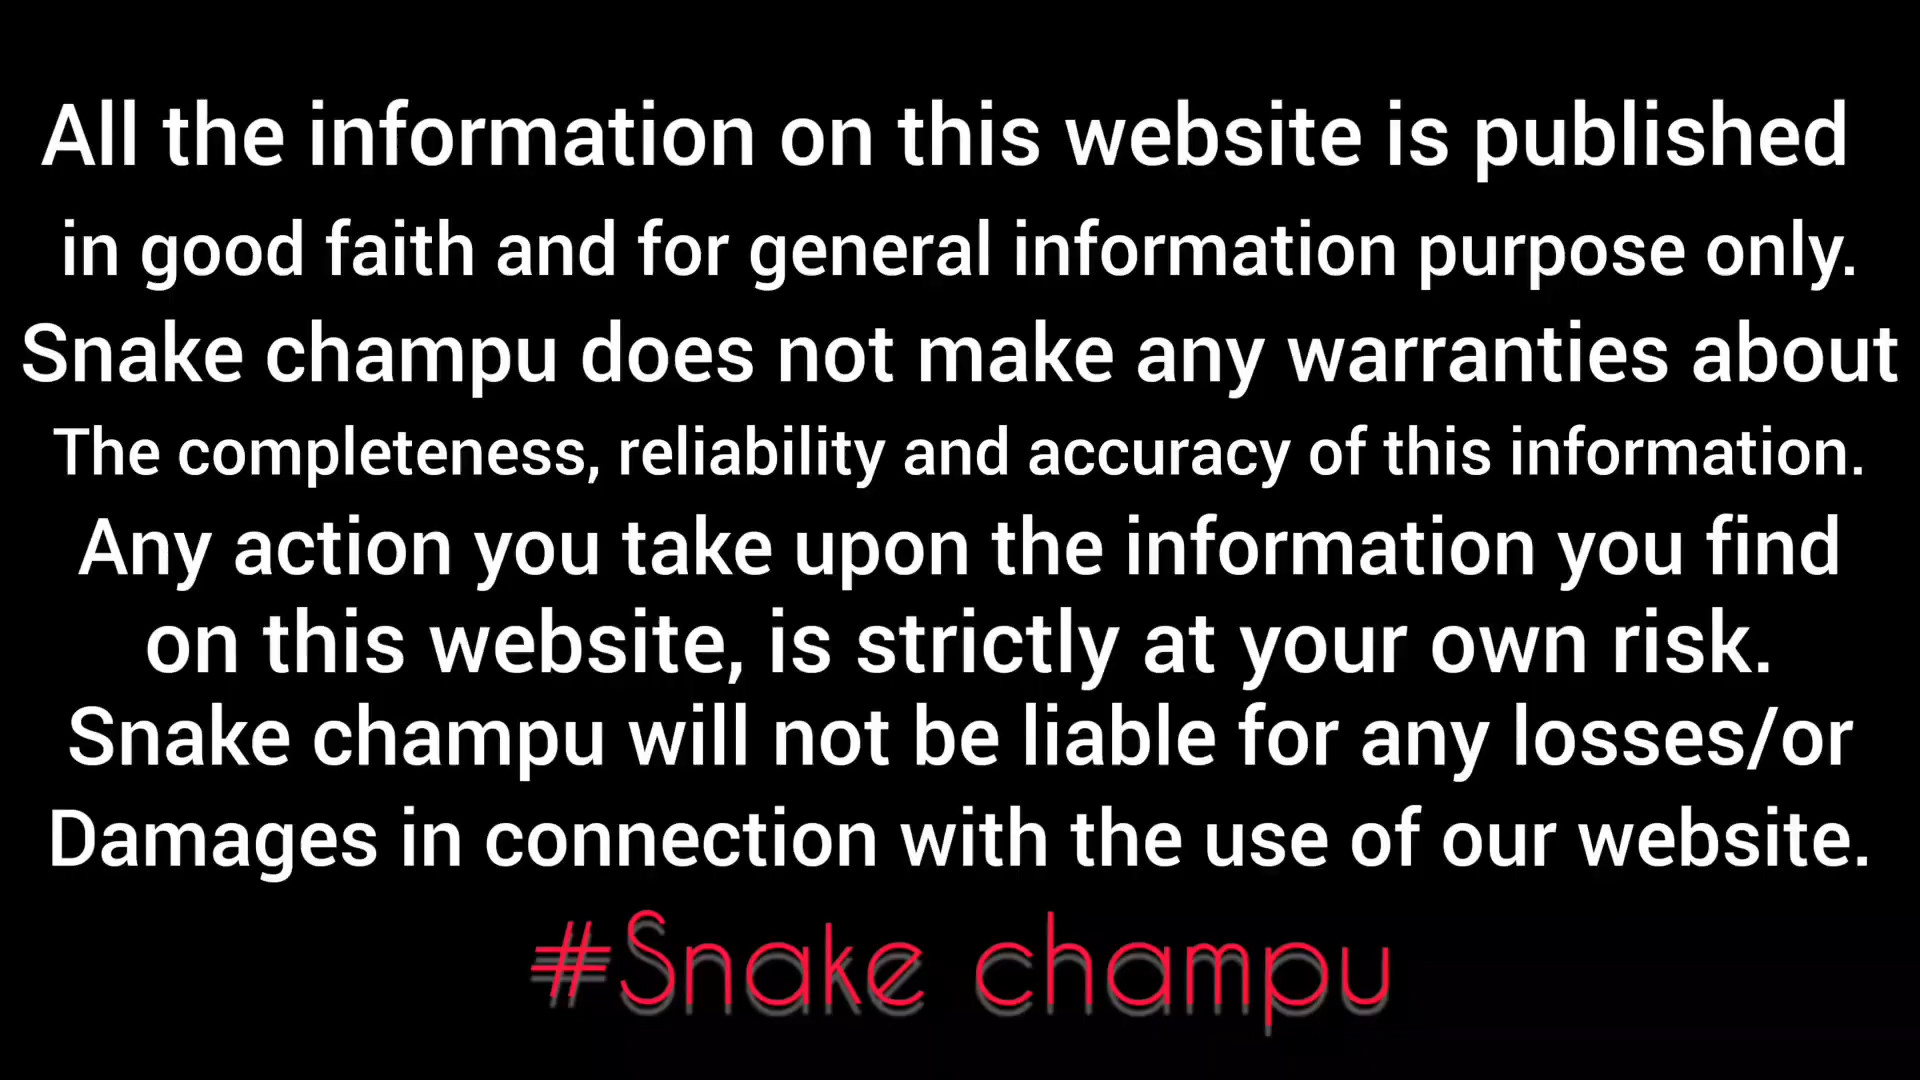 All the information on this website is published
in good faith and for general information purpose only.
Snake champu does not make any warranties about
The completeness, reliability and accuracy of this information.
Any action you take upon the information you find
on this website, is strictly at your own risk.
Snake champu will not be liable for any losses/or
Damages in connection with the use of our website.
#Snake champu